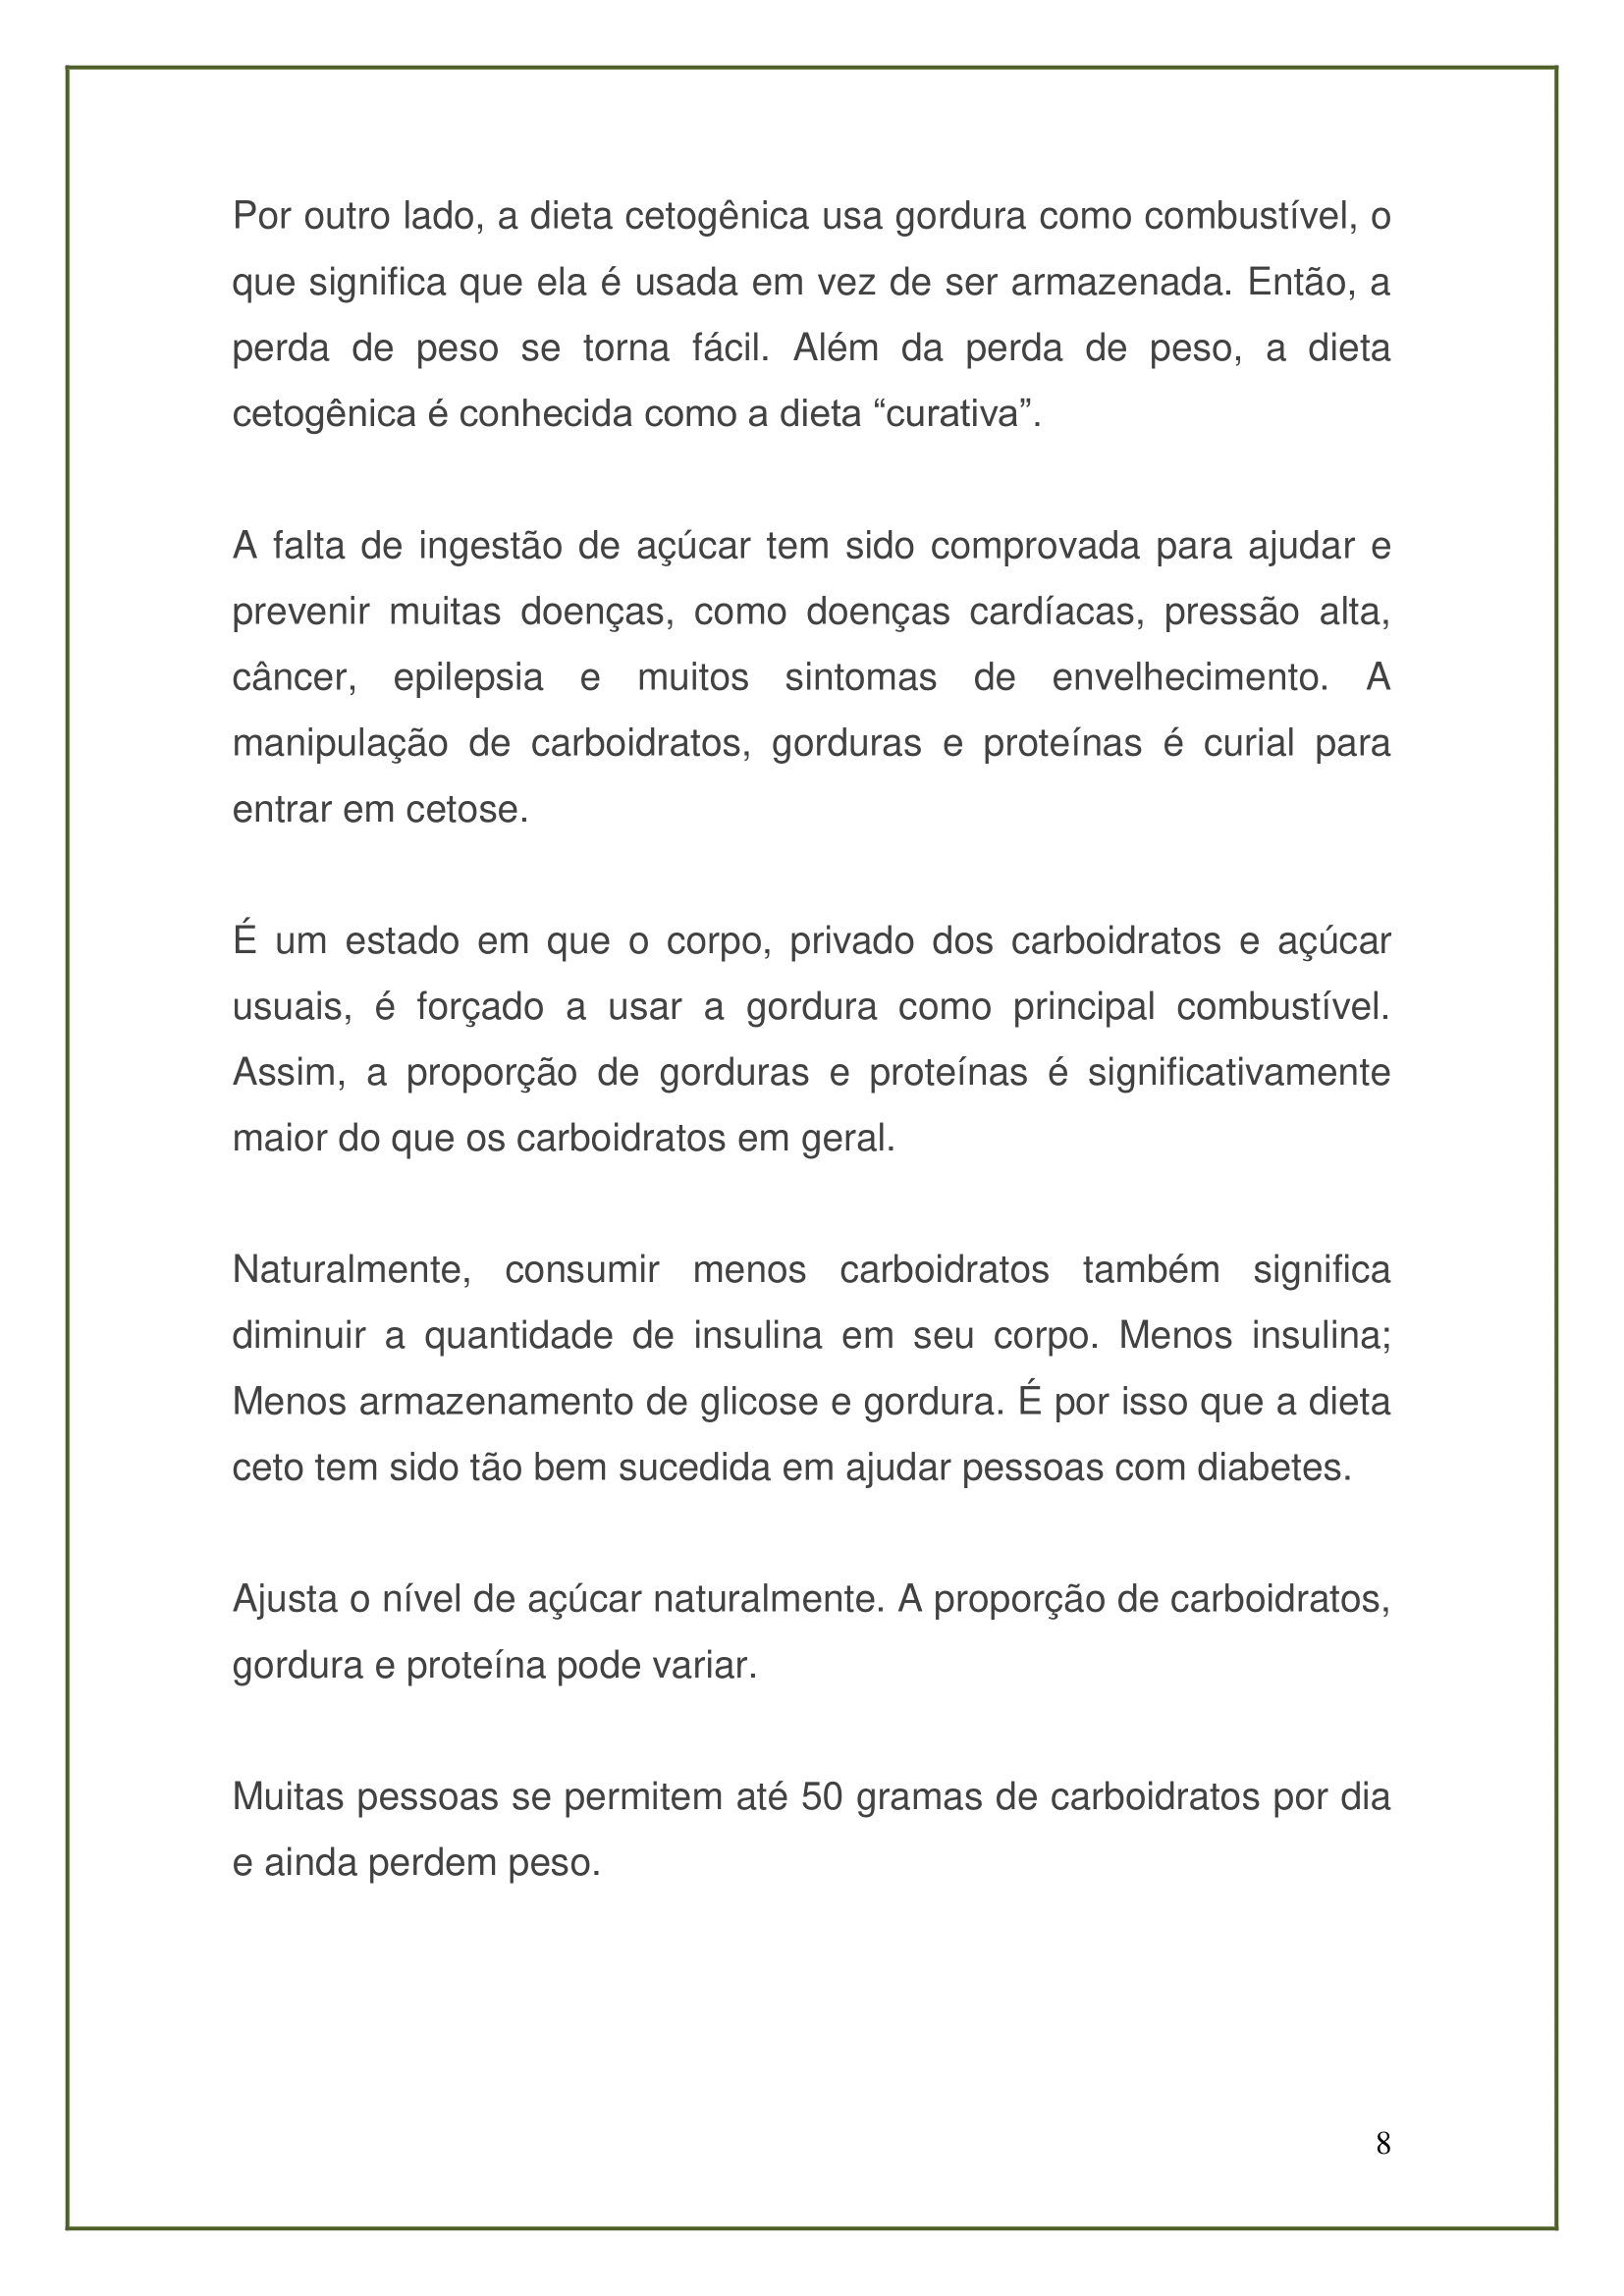 Por outro lado, a dieta cetogênica usa gordura como combustível, o
que significa que ela é usada em vez de ser armazenada. Então, a
perda de peso se torna fácil. Além da perda de peso, a dieta
cetogênica é conhecida como a dieta “curativa”.
A falta de ingestão de açúcar tem sido comprovada para ajudar e
prevenir muitas doenças, como doenças cardíacas, pressão alta,
câncer, epilepsia e muitos sintomas de envelhecimento. A
manipulação de carboidratos, gorduras e proteínas é curial para
entrar em cetose.
É um estado em que o corpo, privado dos carboidratos e açúcar
usuais, é forçado a usar a gordura como principal combustível.
Assim, a proporção de gorduras e proteínas é significativamente
maior do que os carboidratos em geral.
Naturalmente, consumir menos carboidratos também significa
diminuir a quantidade de insulina em seu corpo. Menos insulina;
Menos armazenamento de glicose e gordura. É por isso que a dieta
ceto tem sido tão bem sucedida em ajudar pessoas com diabetes.
Ajusta o nível de açúcar naturalmente. A proporção de carboidratos,
gordura e proteína pode variar.
Muitas pessoas se permitem até 50 gramas de carboidratos por dia
e ainda perdem peso.
8